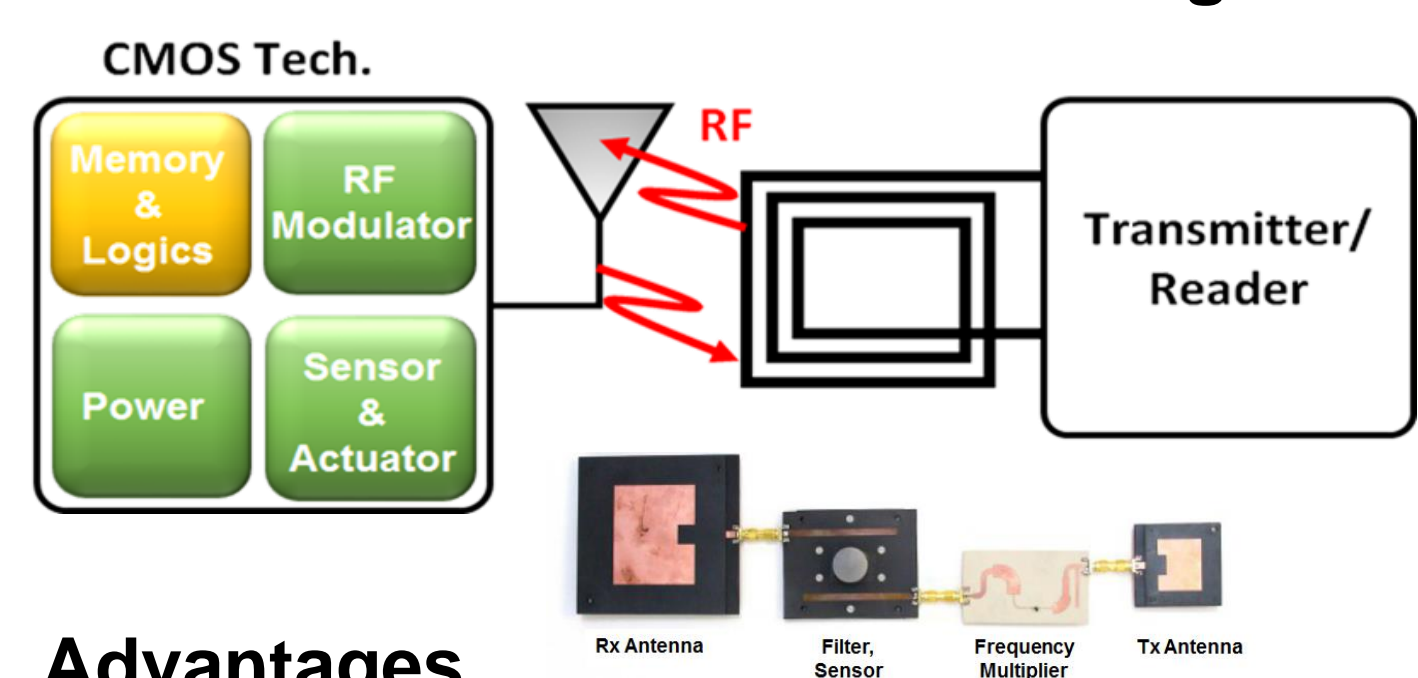 CMOS Tech.
Memory
&
Logics
RF
Modulator
Power
Sensor
&
Actuator
RF
Transmitter/
Reader
Rx Antenna
Filter,
Sensor
Frequency
Multiplier
Tx Antenna
Advantages